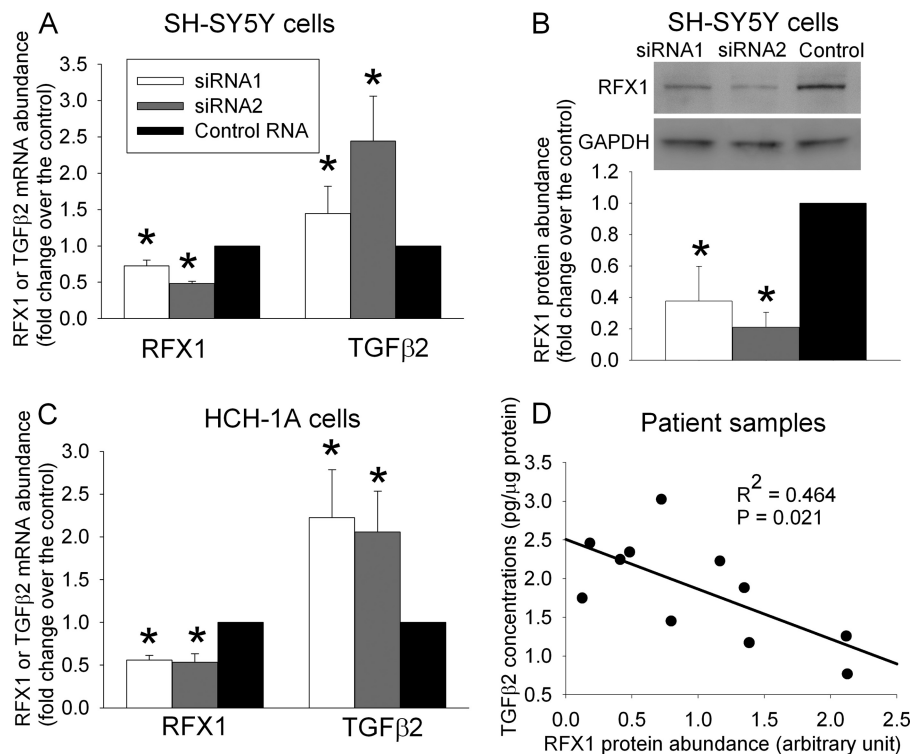 A
SH-SY5Y cells
RFX1 or TGFβ2 mRNA abundance
(fold change over the control)
3.5
3.0
2.5
2.0
1.5
1.0
0.5
0.0
siRNA1
siRNA2
Control RNA
*
*
*
*
RFX1
TGFβ2
B
SH-SY5Y cells
siRNA1 siRNA2 Control
RFX1
GAPDH
RFX1 protein abundance
(fold change over the control)
1.2
1.0
0.8
0.6
0.4
0.2
0.0
*
*
C
HCH-1A cells
RFX1 or TGFβ2 mRNA abundance
(fold change over the control)
Y
3.0
2.5
2.0
1.5
1.0
0.5
0.0
*
*
*
*
RFX1
TGFβ2
D
Patient samples
TGFβ2 concentrations (pg/µg protein)
3.5
3.0
2.5
2.0
1.5
1.0
0.5
R² = 0.464
P = 0.021
0.0 0.5 1.0 1.5 2.0 2.5
RFX1 protein abundance (arbitrary unit)